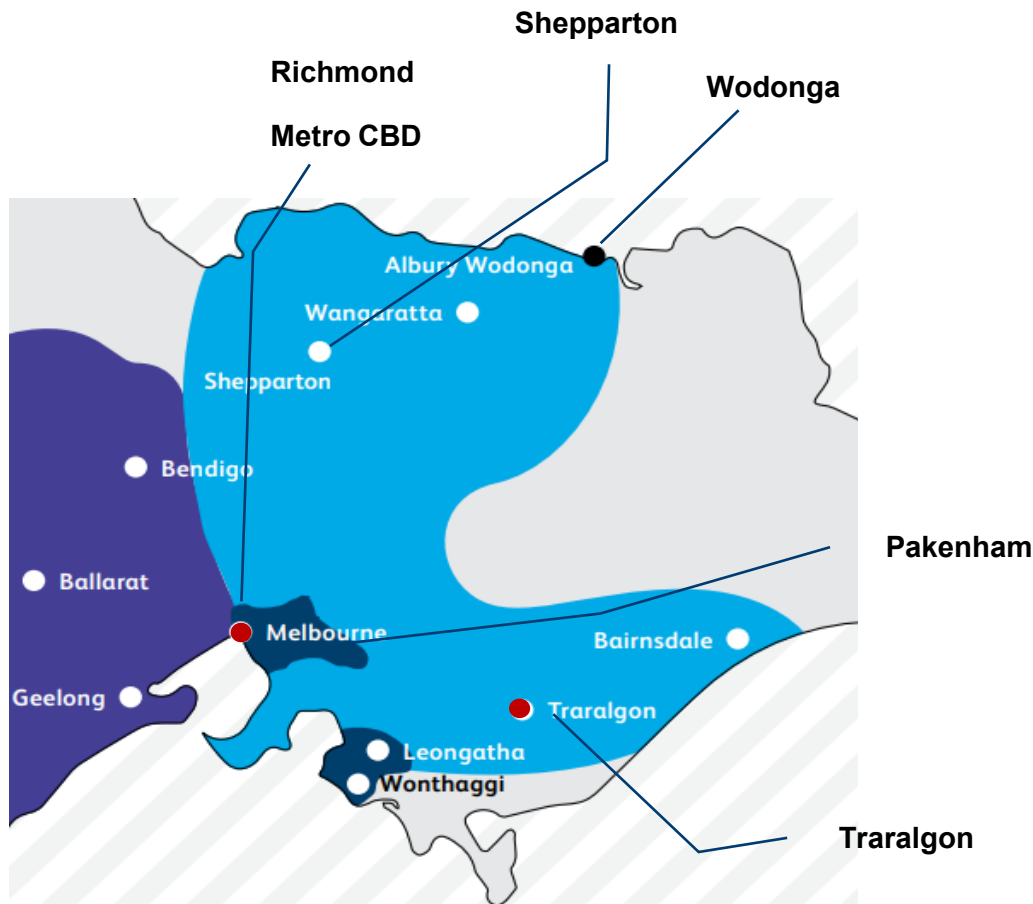 Shepparton
Richmond
Wodonga
Metro CBD
Albury Wodonga
Wangaratta
Shepparton
Bendigo
Pakenham
Ballarat
Melbourne
Bairnsdale
Geelong
Traralgon
Leongatha
Wonthaggi
Traralgon